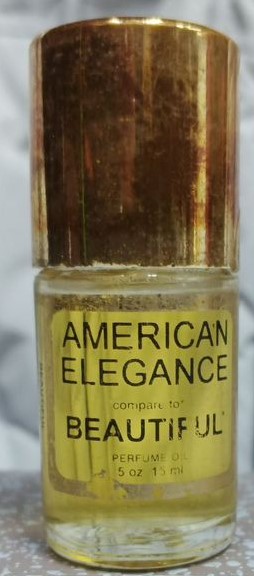 AMERICAN
ELEGANCE
compare to*
BEAUTIFUL*
PERFUME OIL
.5 oz 15 ml